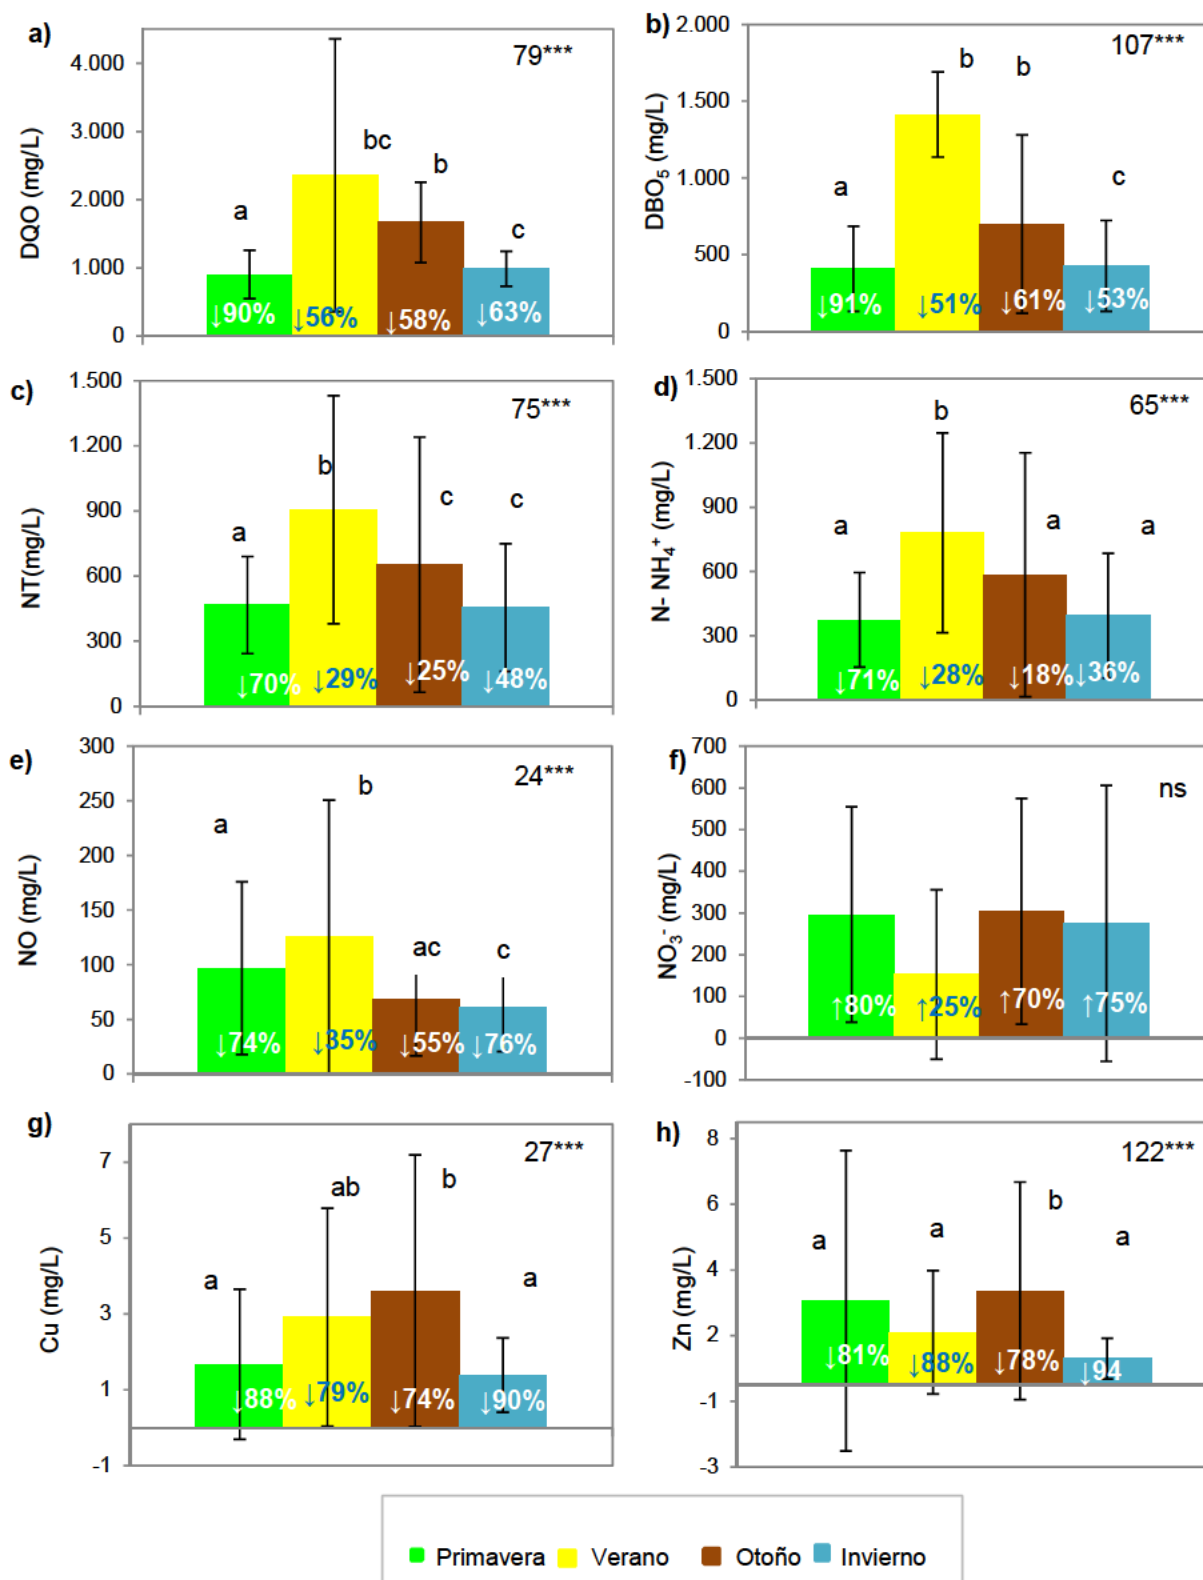 a)
79***
4.000
3.000
2.000
1.000
0
DQO (mg/L)
a
bc
b
c
↓90%
↓56%
↓58%
↓63%
b)
107***
2.000
1.500
1.000
500
0
DBO₅ (mg/L)
a
b
b
c
↓91%
↓51%
↓61%
↓53%
c)
75***
1.500
1.200
900
600
300
0
NT(mg/L)
a
b
c
c
↓70%
↓29%
↓25%
↓48%
d)
65***
1.500
1.200
900
600
300
0
N- NH₄⁺ (mg/L)
a
b
a
a
↓71%
↓28%
↓18%
↓36%
e)
24***
300
250
200
150
100
50
0
NO (mg/L)
a
b
ac
c
↓74%
↓35%
↓55%
↓76%
f)
ns
700
600
500
400
300
200
100
0
-100
NO₃⁻ (mg/L)
↑80%
↑25%
↑70%
↑75%
g)
27***
7
5
3
1
-1
Cu (mg/L)
a
ab
b
a
↓88%
↓79%
↓74%
↓90%
h)
122***
8
6
4
2
-1
-3
Zn (mg/L)
a
a
b
a
↓81%
↓88%
↓78%
↓94
Primavera Verano Otoño Invierno